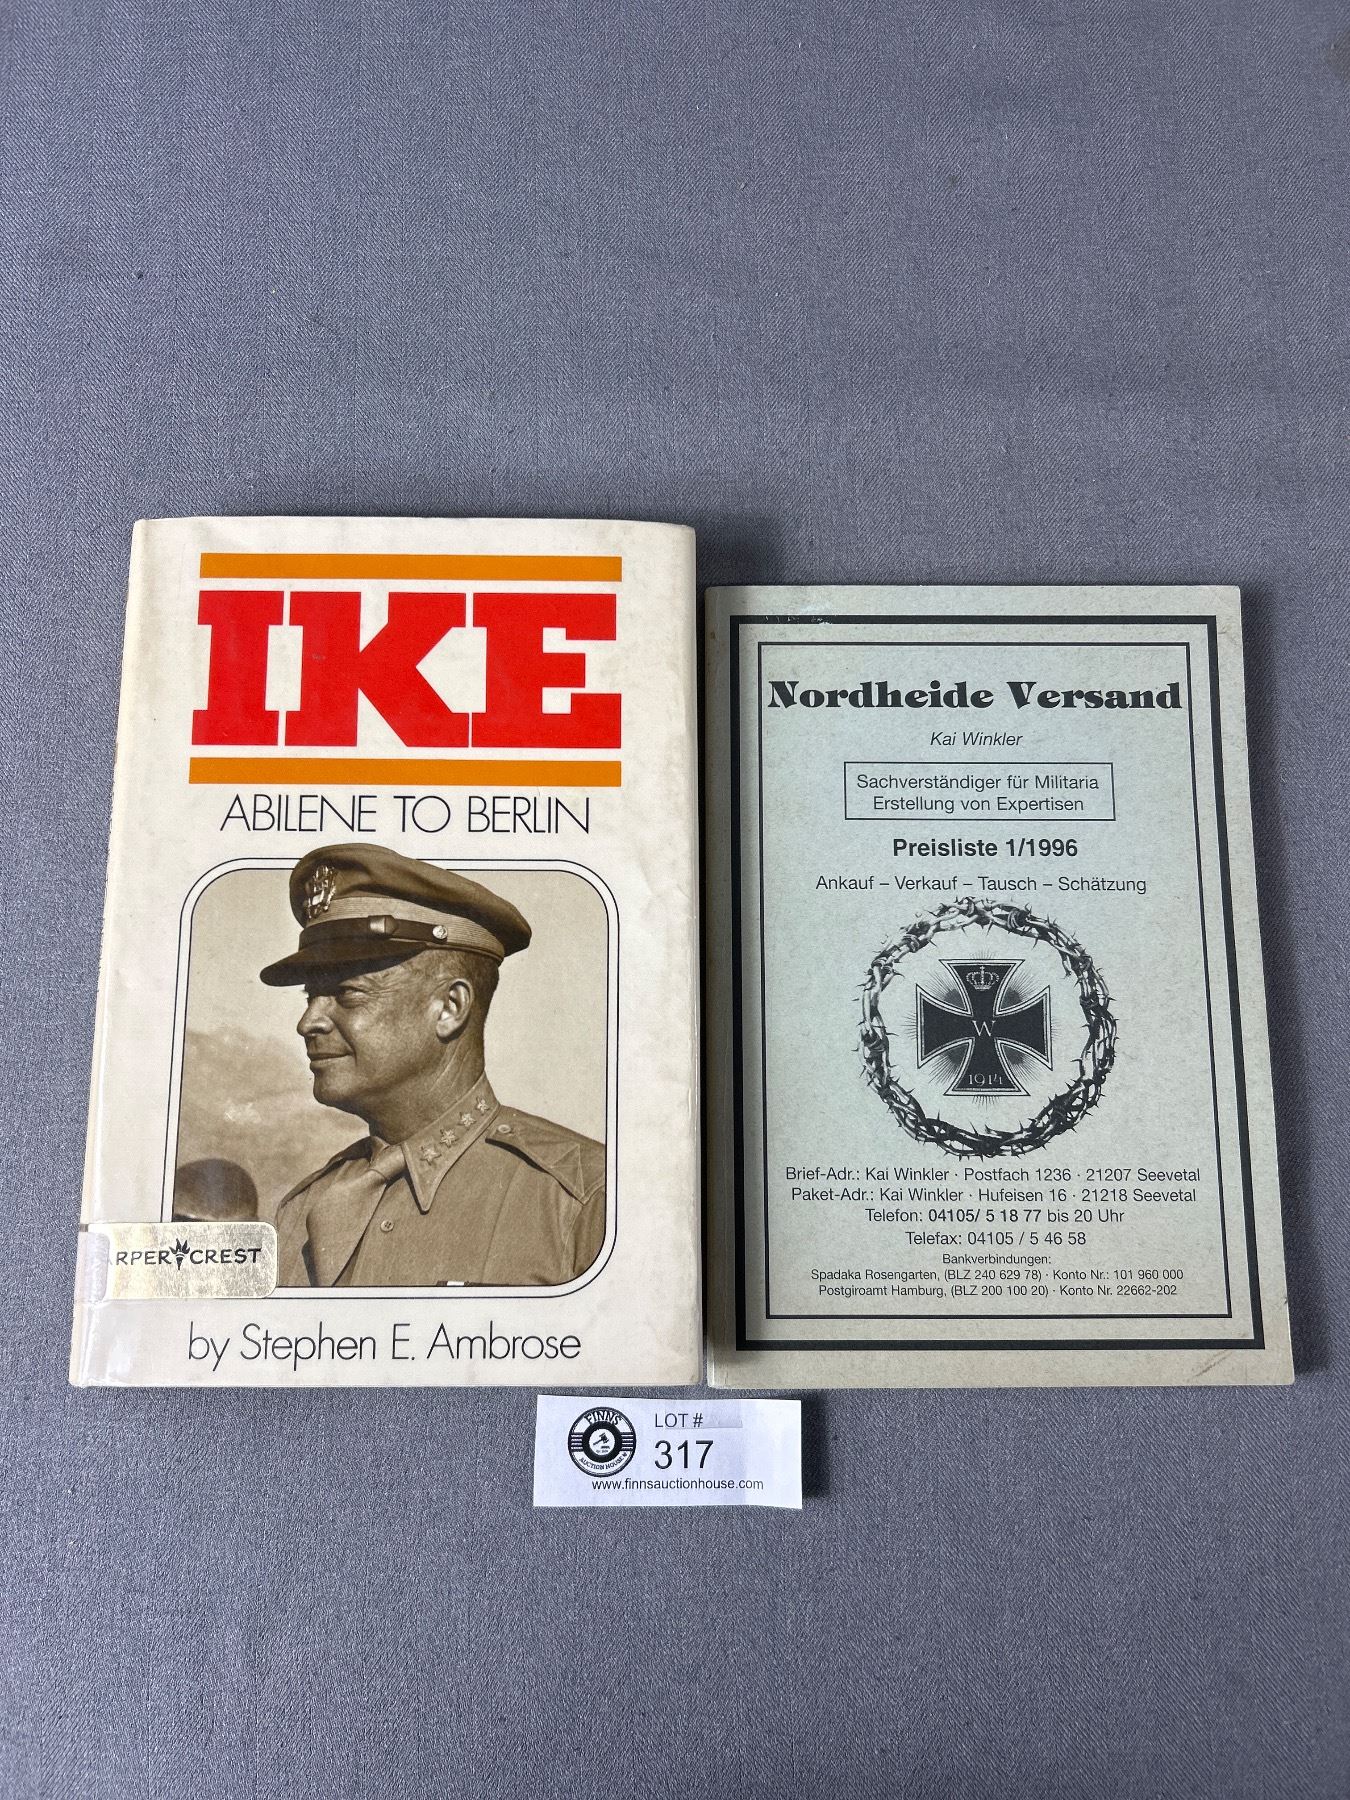 IKE
ABILENE TO BERLIN
RPER CREST
by Stephen E. Ambrose
Nordheide Versand
Kai Winkler
Sachverständiger für Militaria
Erstellung von Expertisen
Preisliste 1/1996
Ankauf – Verkauf – Tausch – Schätzung
W
1914
Brief-Adr.: Kai Winkler · Postfach 1236 · 21207 Seevetal
Paket-Adr.: Kai Winkler · Hufeisen 16 · 21218 Seevetal
Telefon: 04105/ 5 18 77 bis 20 Uhr
Telefax: 04105 / 5 46 58
Bankverbindungen:
Spadaka Rosengarten, (BLZ 240 629 78) · Konto Nr.: 101 960 000
Postgiroamt Hamburg, (BLZ 200 100 20) · Konto Nr. 22662-202
FINNS
AUCTION HOUSE
LOT #
317
www.finnsauctionhouse.com